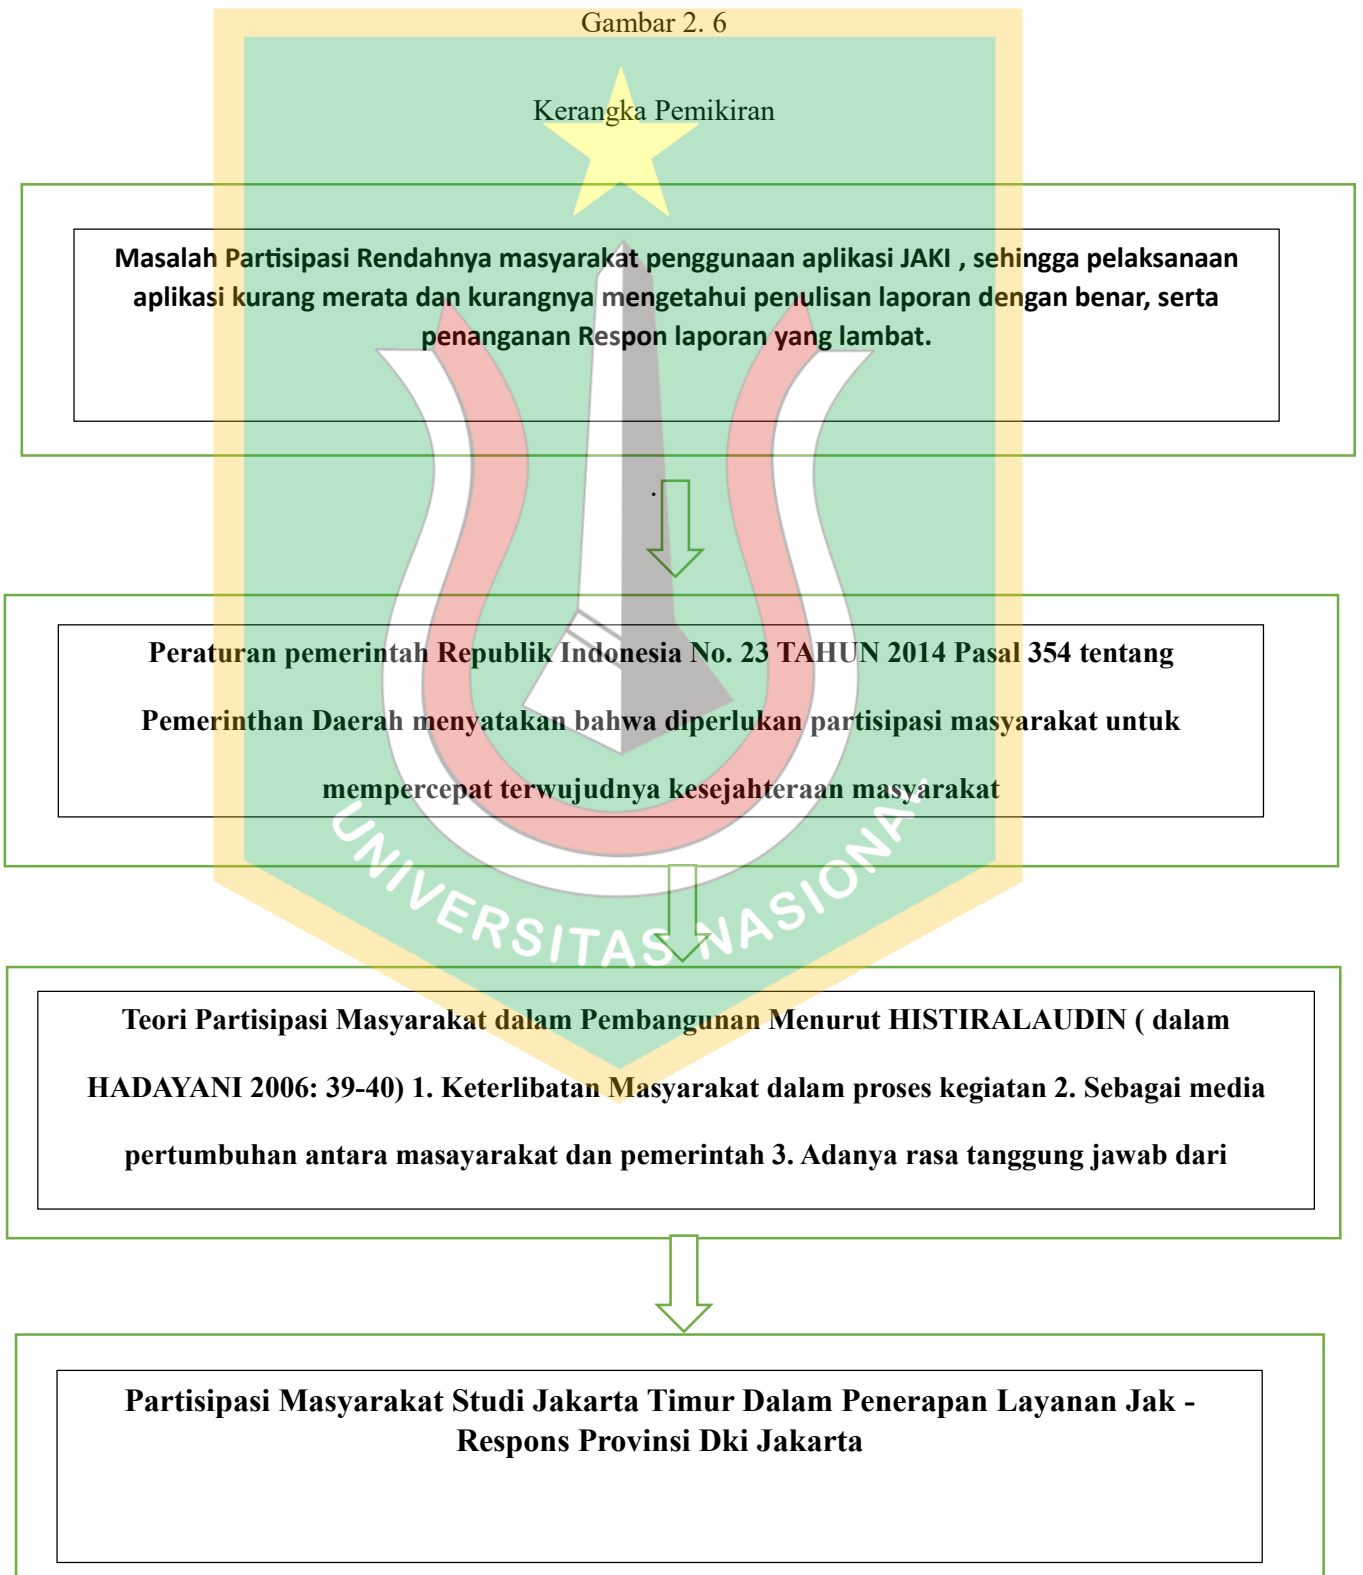 Gambar 2. 6
Kerangka Pemikiran
Masalah Partisipasi Rendahnya masyarakat penggunaan aplikasi JAKI , sehingga pelaksanaan
aplikasi kurang merata dan kurangnya mengetahui penulisan laporan dengan benar, serta
penanganan Respon laporan yang lambat.
.
Peraturan pemerintah Republik Indonesia No. 23 TAHUN 2014 Pasal 354 tentang
Pemerinthan Daerah menyatakan bahwa diperlukan partisipasi masyarakat untuk
mempercepat terwujudnya kesejahteraan masyarakat
UNIVERSITAS NASIONAL
Teori Partisipasi Masyarakat dalam Pembangunan Menurut HISTIRALAUDIN ( dalam
HADAYANI 2006: 39-40) 1. Keterlibatan Masyarakat dalam proses kegiatan 2. Sebagai media
pertumbuhan antara masayarakat dan pemerintah 3. Adanya rasa tanggung jawab dari
Partisipasi Masyarakat Studi Jakarta Timur Dalam Penerapan Layanan Jak -
Respons Provinsi Dki Jakarta